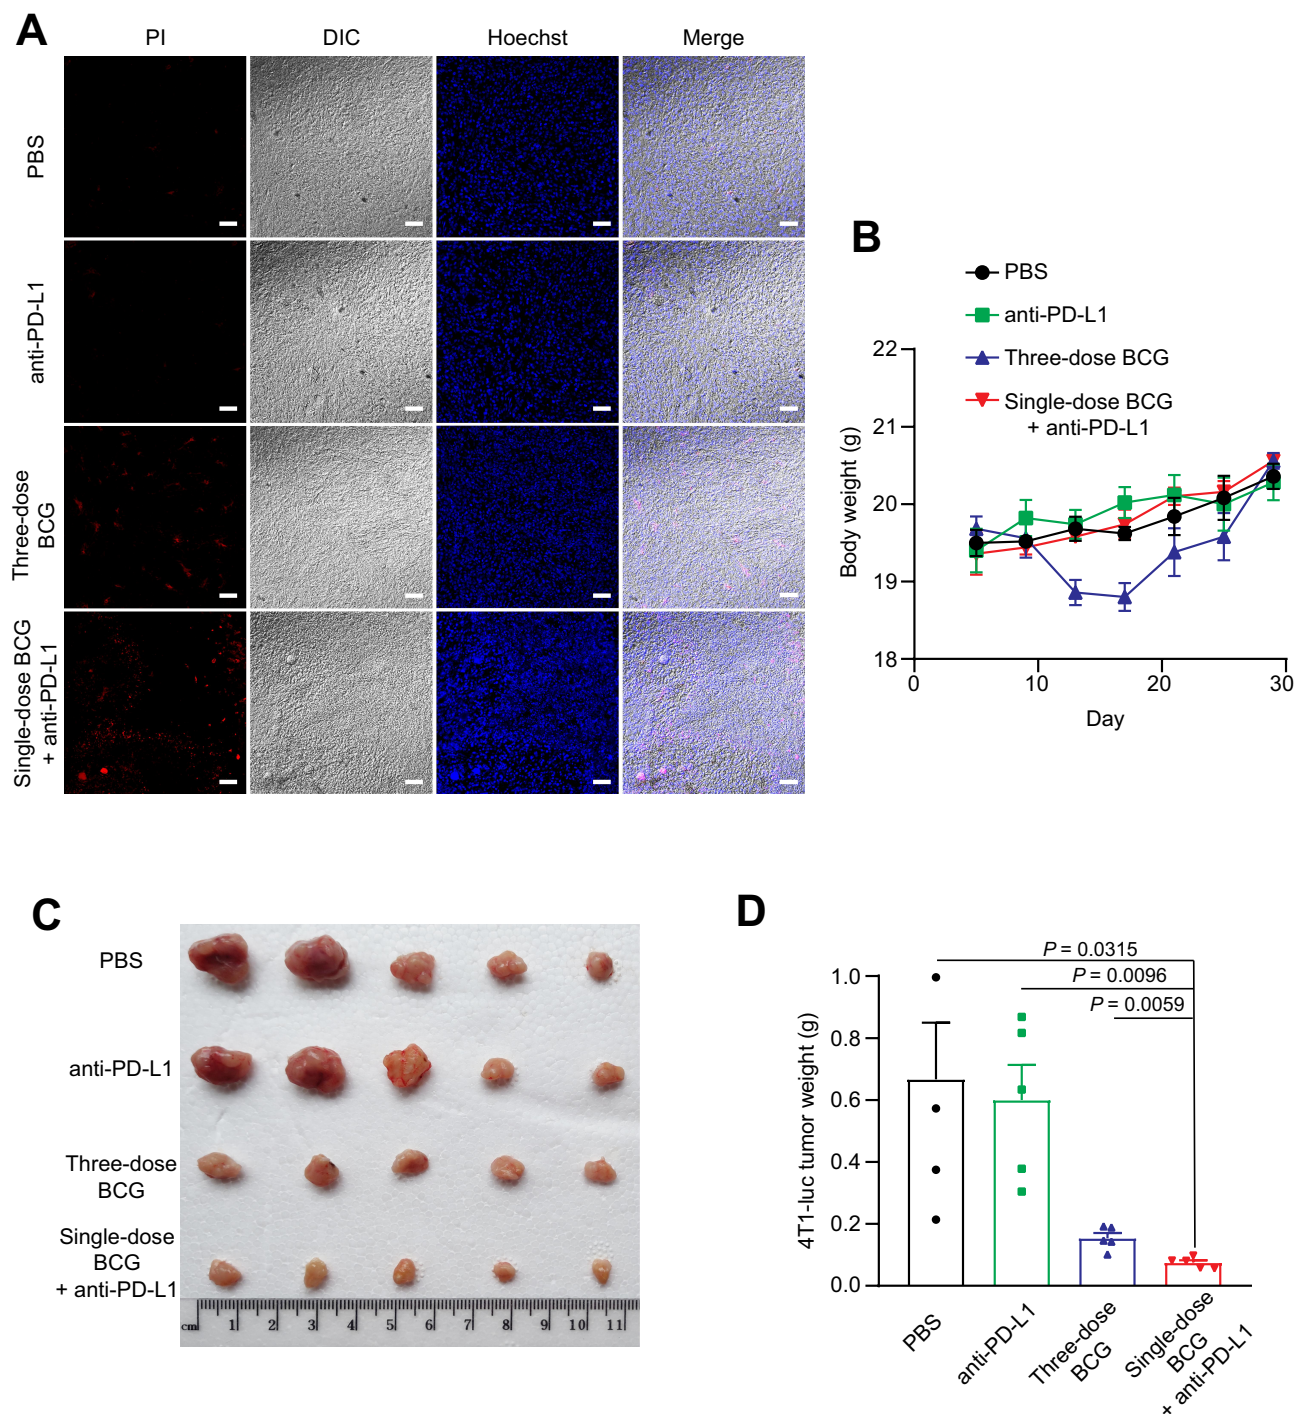 A
PI DIC Hoechst Merge
PBS
anti-PD-L1
Three-dose
BCG
Single-dose BCG
+ anti-PD-L1
B
PBS
anti-PD-L1
Three-dose BCG
Single-dose BCG
+ anti-PD-L1
Body weight (g)
22
21
20
19
18
0 10 20 30
Day
C
PBS
anti-PD-L1
Three-dose
BCG
Single-dose
BCG
+ anti-PD-L1
cm 1 2 3 4 5 6 7 8 9 10 11
D
P = 0.0315
P = 0.0096
P = 0.0059
4T1-luc tumor weight (g)
1.0
0.8
0.6
0.4
0.2
0.0
PBS
anti-PD-L1
Three-dose
BCG
Single-dose
BCG
+ anti-PD-L1